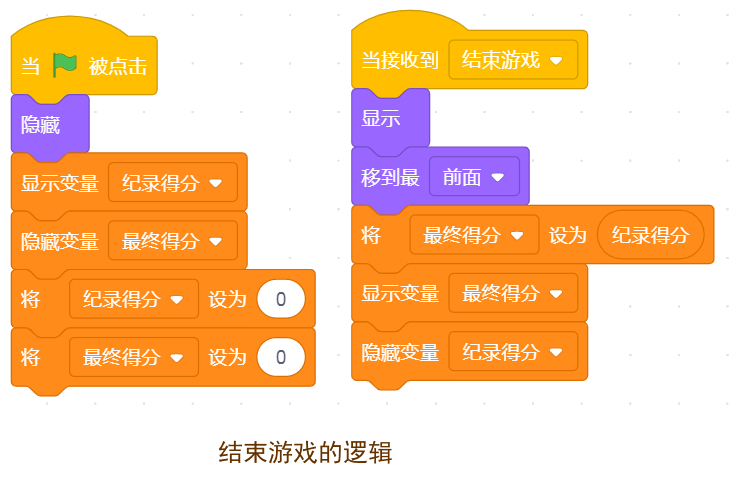 当 被点击
隐藏
显示变量 纪录得分
隐藏变量 最终得分
将 纪录得分 设为 0
将 最终得分 设为 0
当接收到 结束游戏
显示
移到最 前面
将 最终得分 设为 纪录得分
显示变量 最终得分
隐藏变量 纪录得分
结束游戏的逻辑